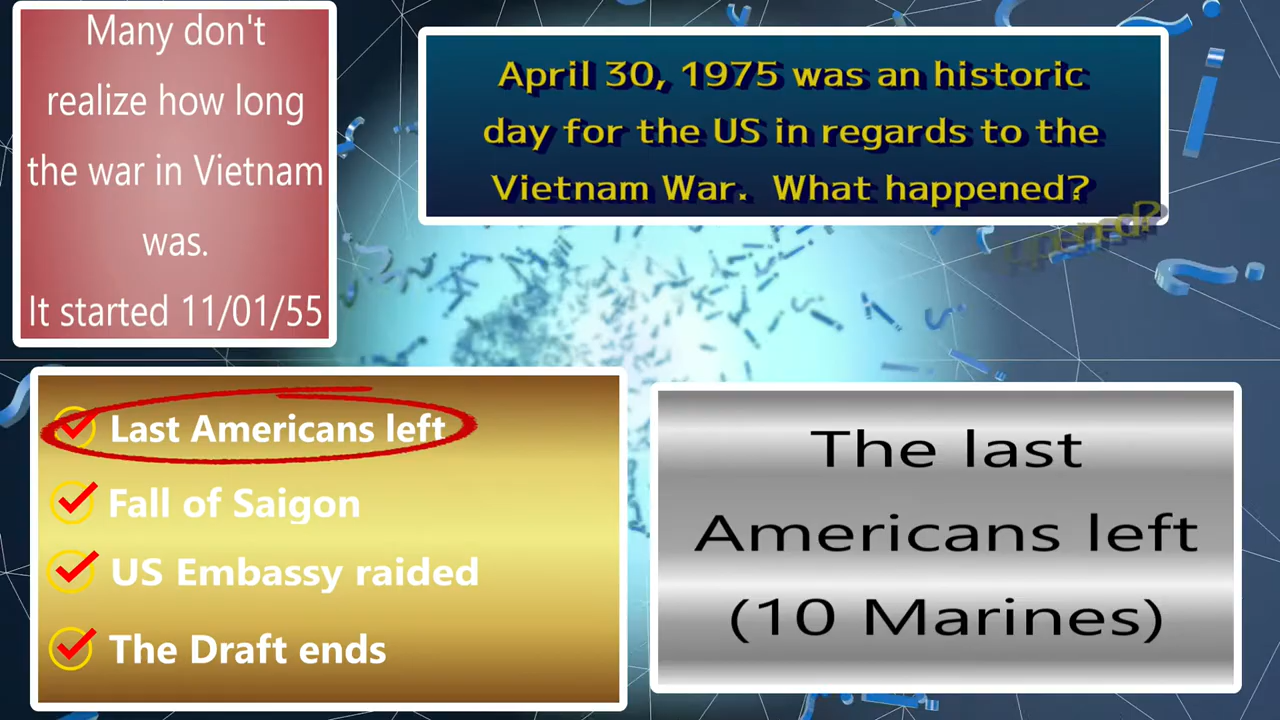 Many don't
realize how long
the war in Vietnam
was.
It started 11/01/55
April 30, 1975 was an historic
day for the US in regards to the
Vietnam War. What happened?
Last Americans left
Fall of Saigon
US Embassy raided
The Draft ends
The last
Americans left
(10 Marines)